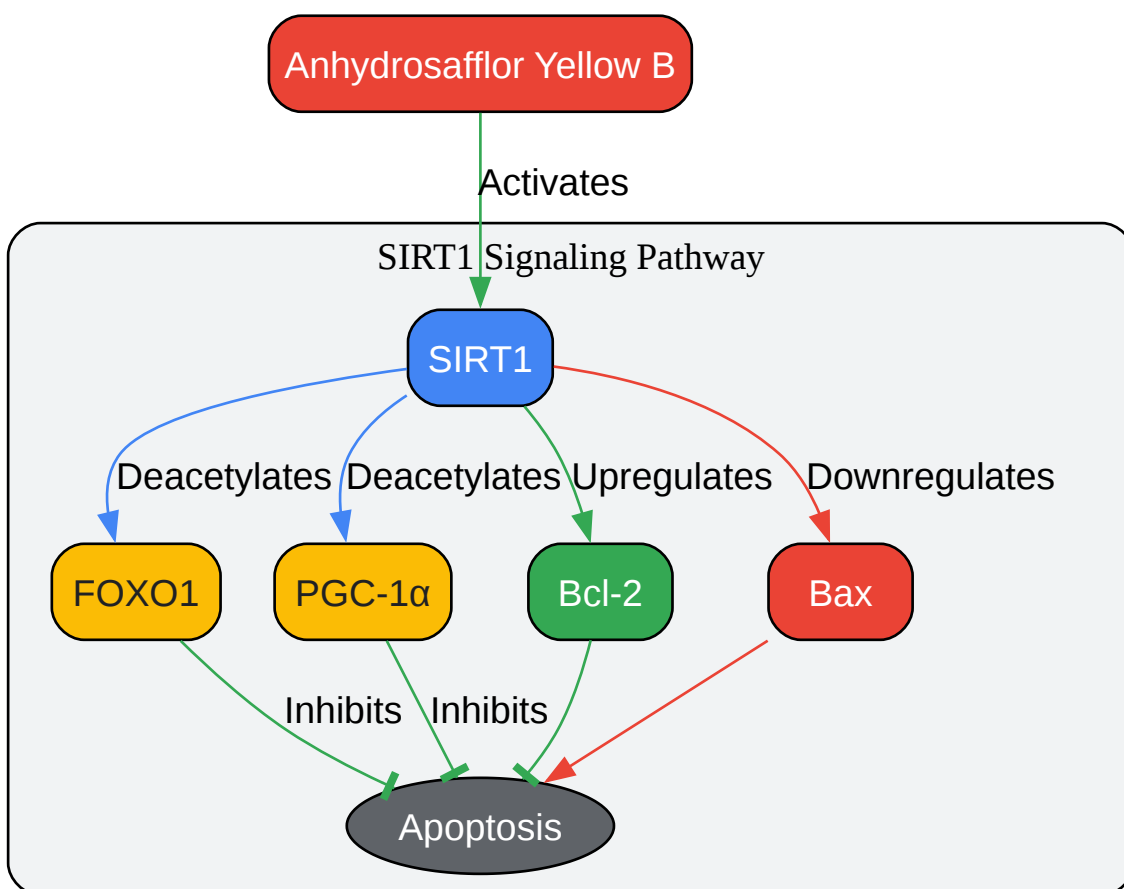 Anhydrosafflor Yellow B
Activates
SIRT1 Signaling Pathway
SIRT1
Deacetylates
Deacetylates
Upregulates
Downregulates
FOXO1
PGC-1α
Bcl-2
Bax
Inhibits
Inhibits
Apoptosis